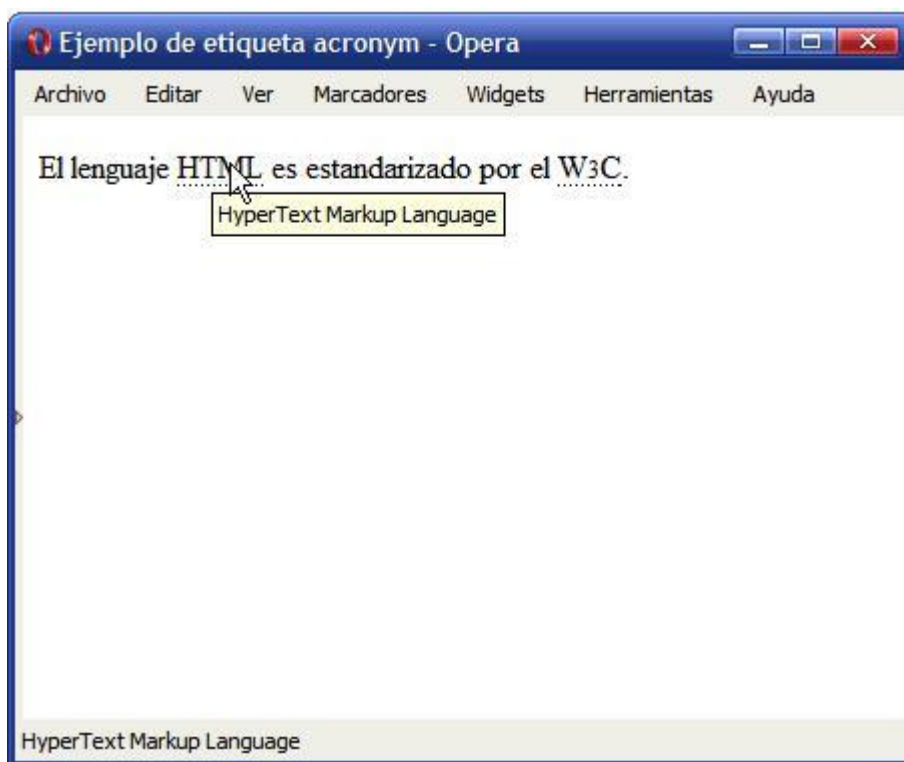 Ejemplo de etiqueta acronym - Opera
Archivo Editar Ver Marcadores Widgets Herramientas Ayuda
El lenguaje HTML es estandarizado por el W3C.
HyperText Markup Language
HyperText Markup Language